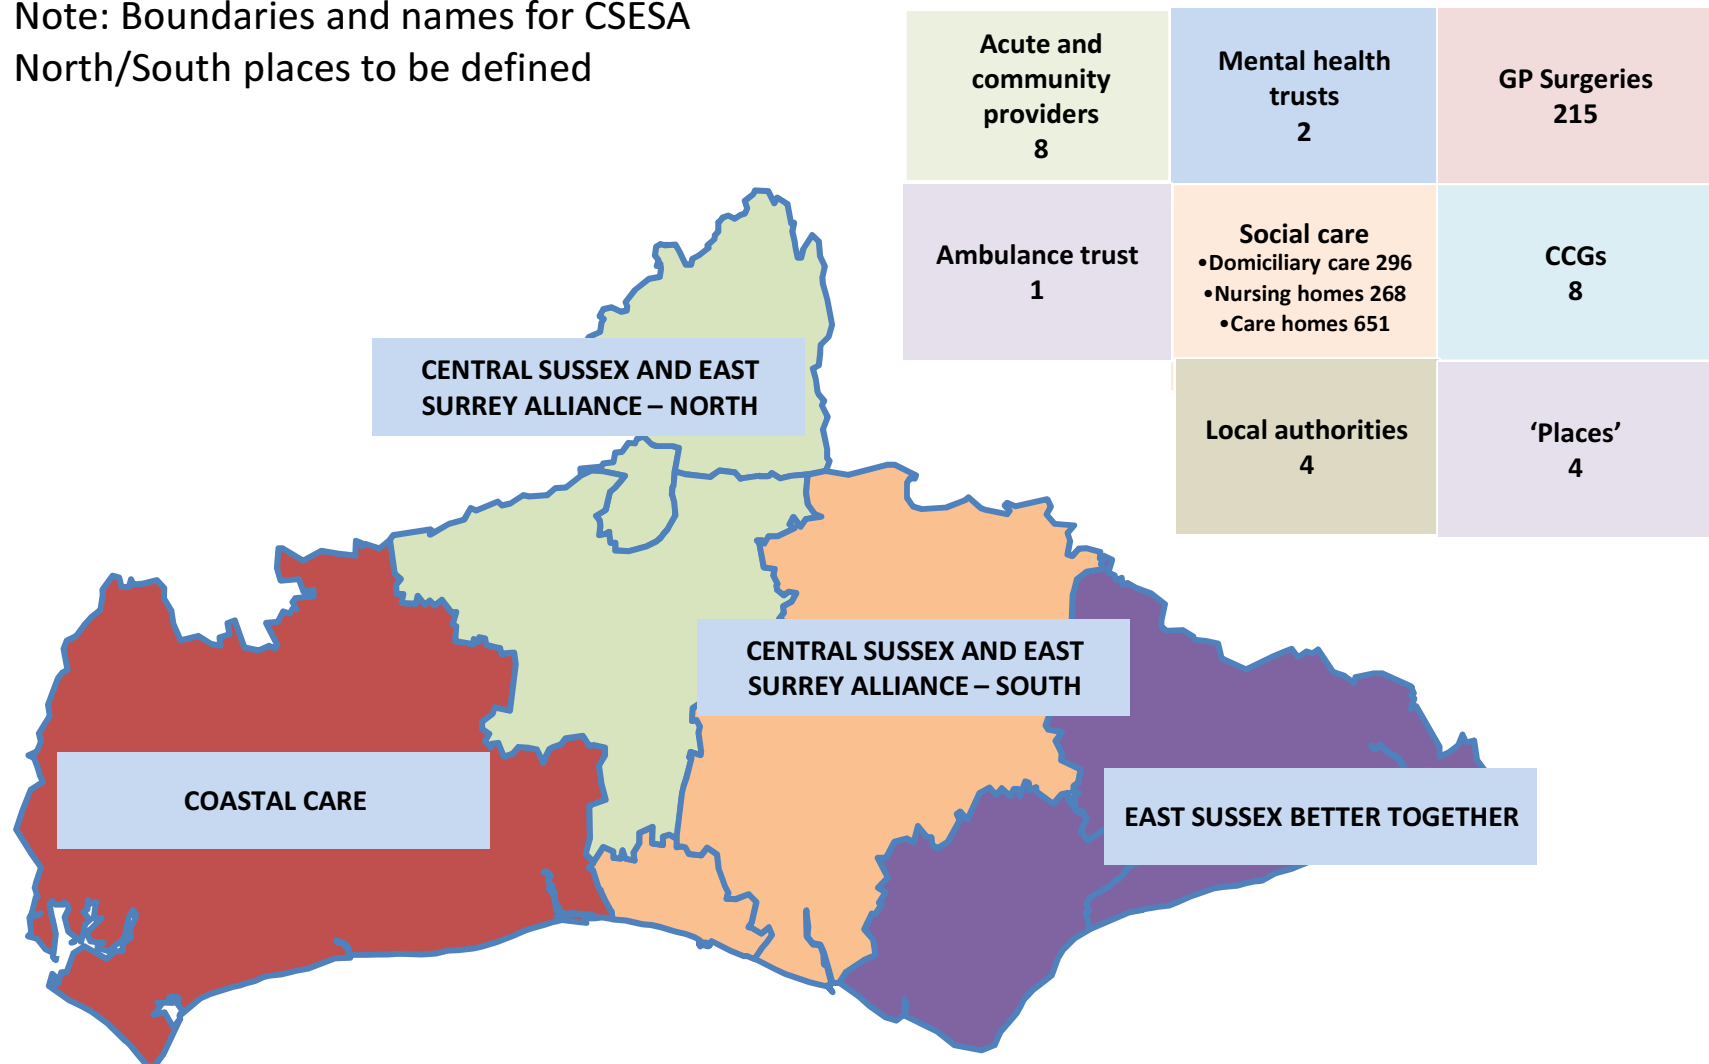 Note: Boundaries and names for CSESA
North/South places to be defined
Acute and
community
providers
8
Mental health
trusts
2
GP Surgeries
215
Ambulance trust
1
Social care
•Domiciliary care 296
•Nursing homes 268
•Care homes 651
CCGs
8
Local authorities
4
‘Places’
4
CENTRAL SUSSEX AND EAST
SURREY ALLIANCE – NORTH
CENTRAL SUSSEX AND EAST
SURREY ALLIANCE – SOUTH
COASTAL CARE
EAST SUSSEX BETTER TOGETHER